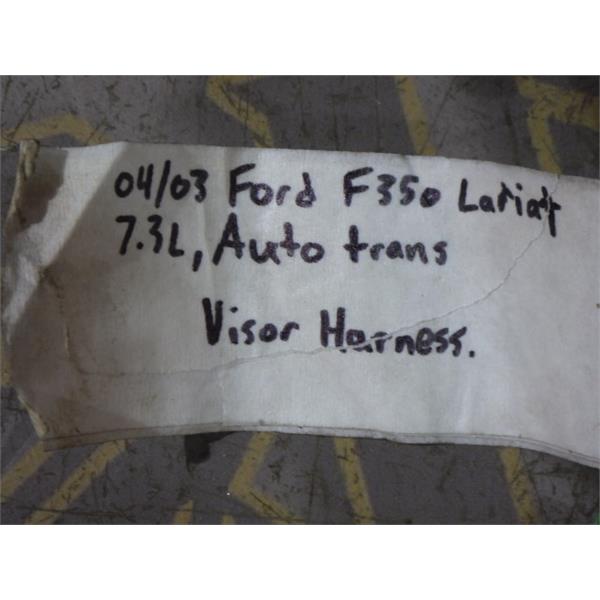 04/03 Ford F350 Lariat
7.3L, Auto trans
Visor Harness.